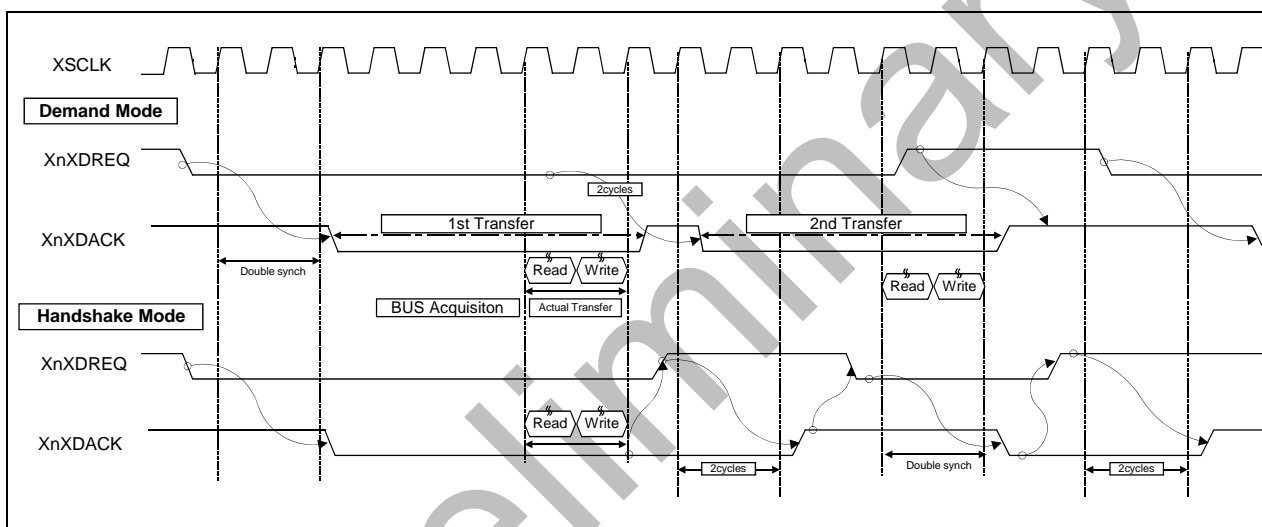 XSCLK
Demand Mode
XnXDREQ
2cycles
XnXDACK
1st Transfer
2nd Transfer
Double synch
Read
Write
Read
Write
BUS Acquisiton
Actual Transfer
Handshake Mode
XnXDREQ
Read
Write
XnXDACK
2cycles
Double synch
2cycles
eliminary